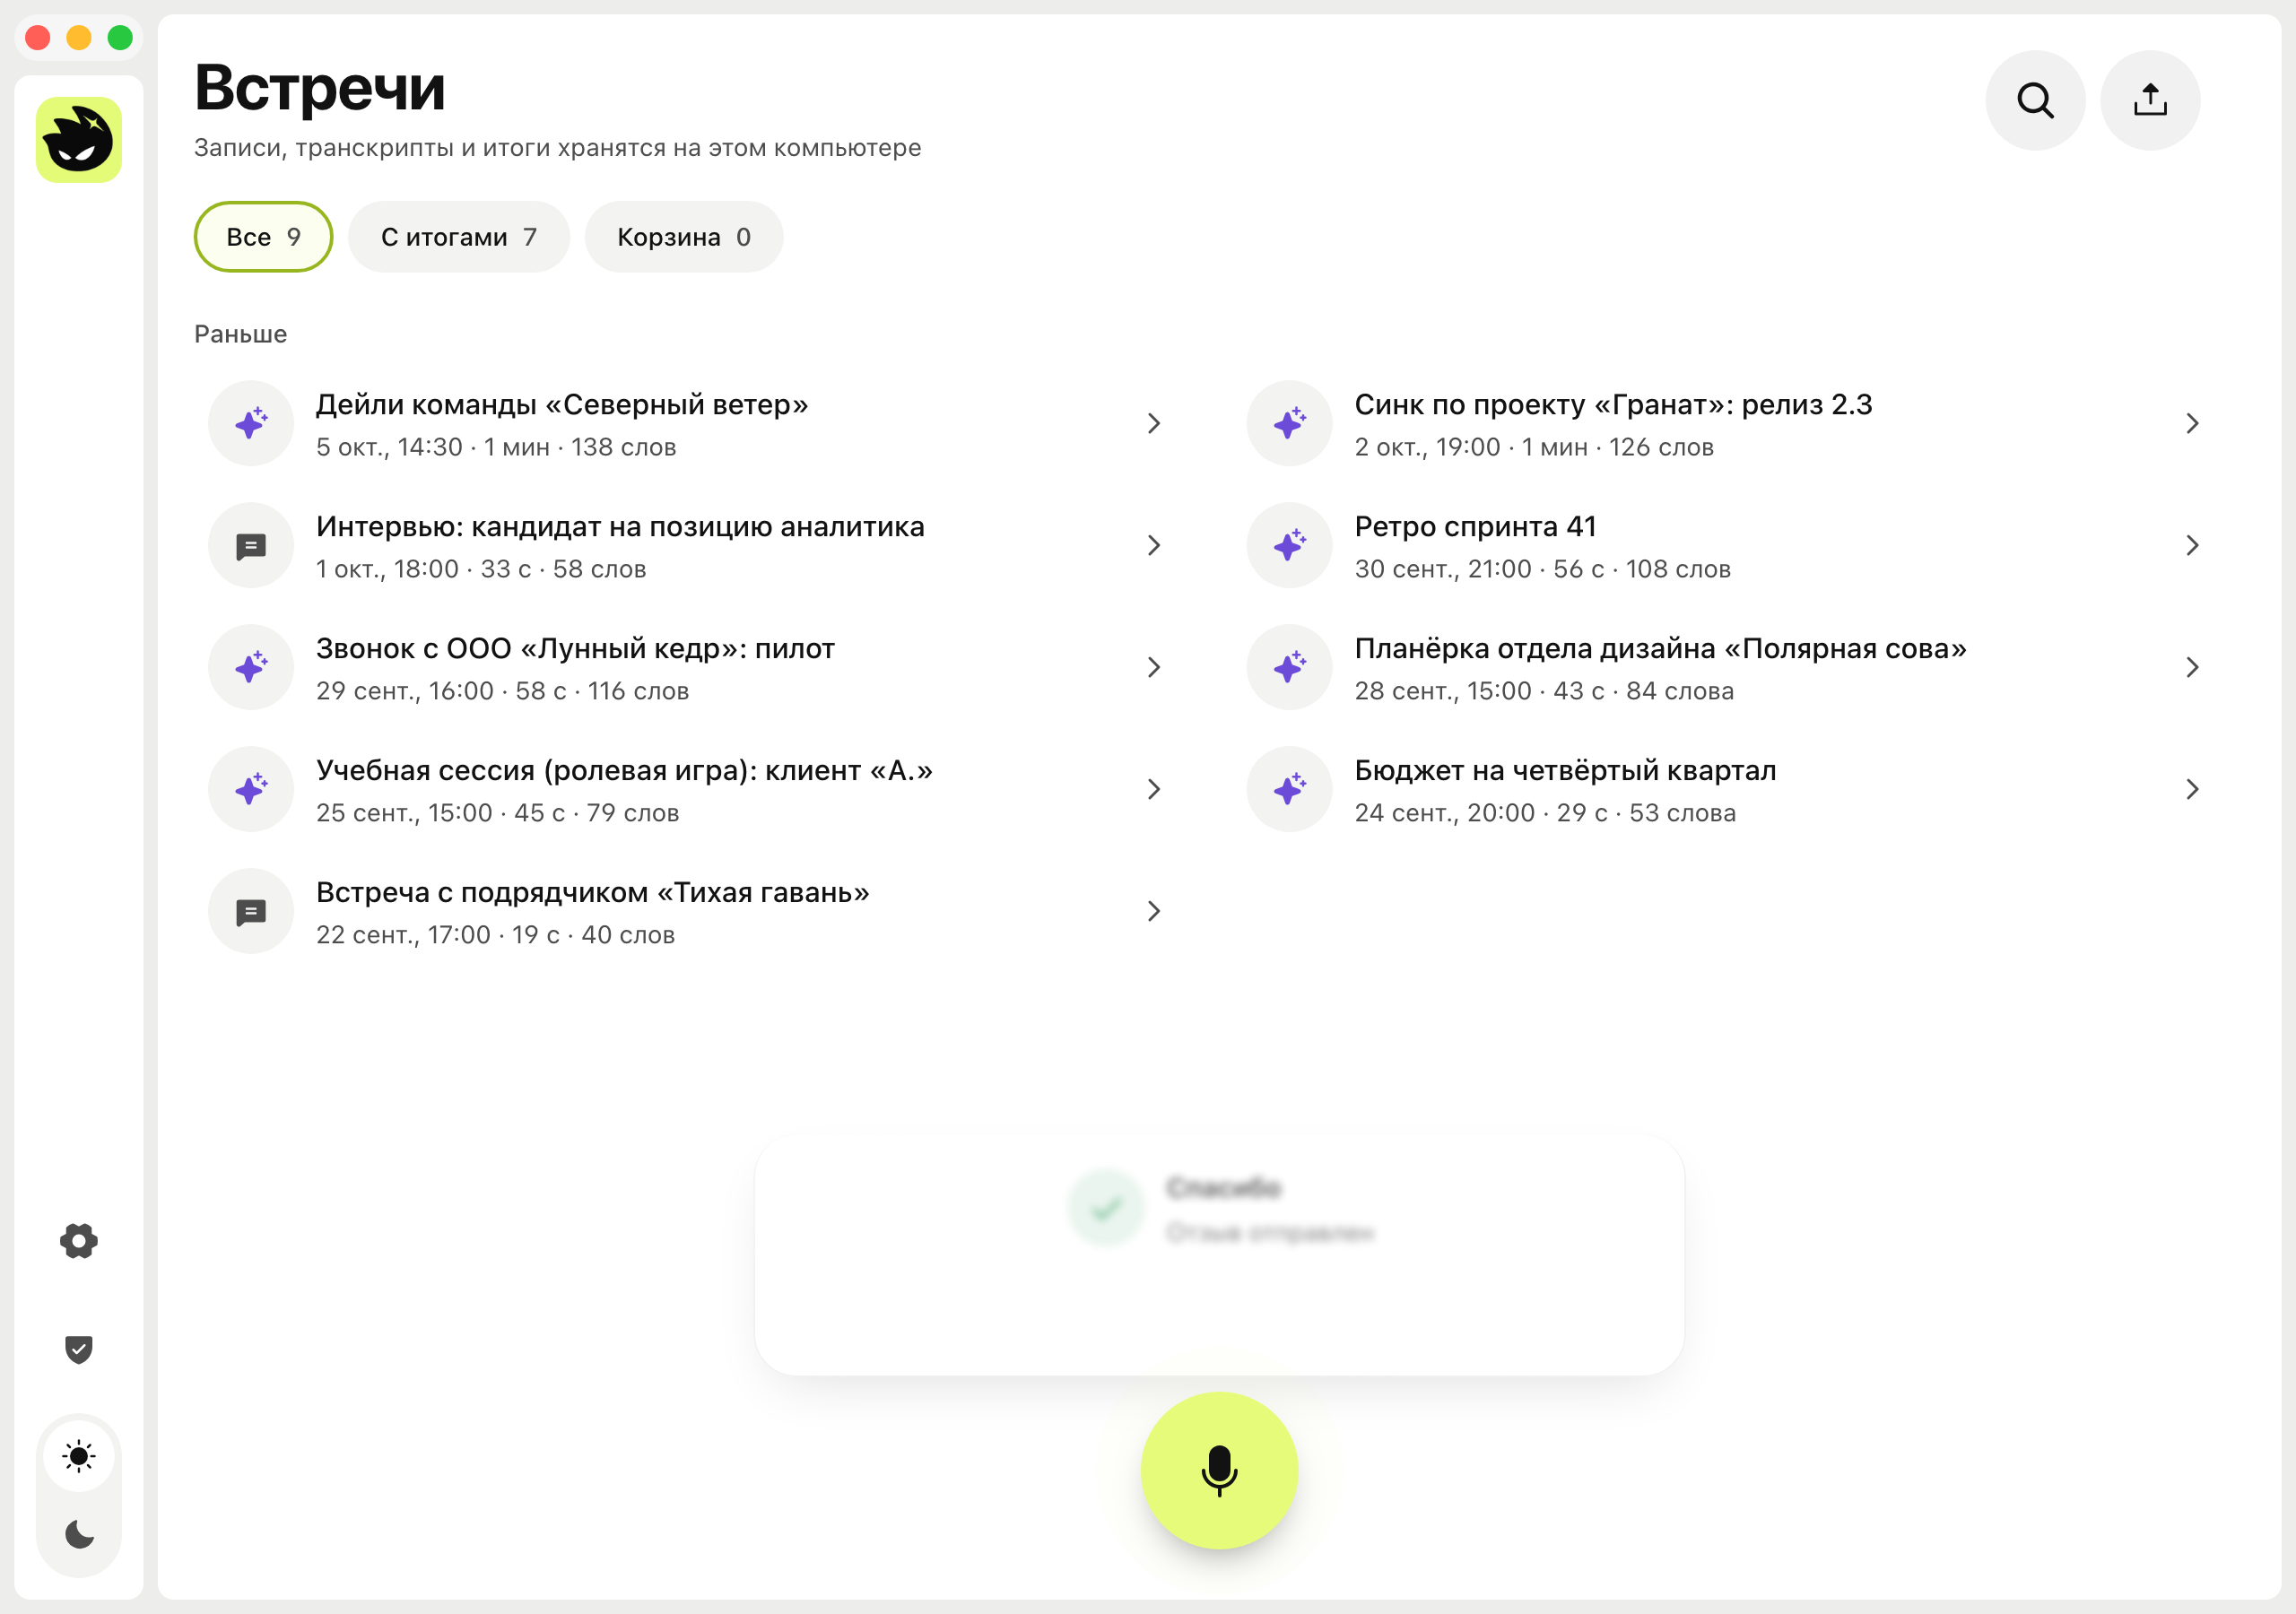 Встречи
Записи, транскрипты и итоги хранятся на этом компьютере
Все 9
С итогами 7
Корзина 0
Раньше
Дейли команды «Северный ветер»
5 окт., 14:30 · 1 мин · 138 слов
Синк по проекту «Гранат»: релиз 2.3
2 окт., 19:00 · 1 мин · 126 слов
Интервью: кандидат на позицию аналитика
1 окт., 18:00 · 33 с · 58 слов
Ретро спринта 41
30 сент., 21:00 · 56 с · 108 слов
Звонок с ООО «Лунный кедр»: пилот
29 сент., 16:00 · 58 с · 116 слов
Планёрка отдела дизайна «Полярная сова»
28 сент., 15:00 · 43 с · 84 слова
Учебная сессия (ролевая игра): клиент «А.»
25 сент., 15:00 · 45 с · 79 слов
Бюджет на четвёртый квартал
24 сент., 20:00 · 29 с · 53 слова
Встреча с подрядчиком «Тихая гавань»
22 сент., 17:00 · 19 с · 40 слов
Спасибо
Отзыв отправлен